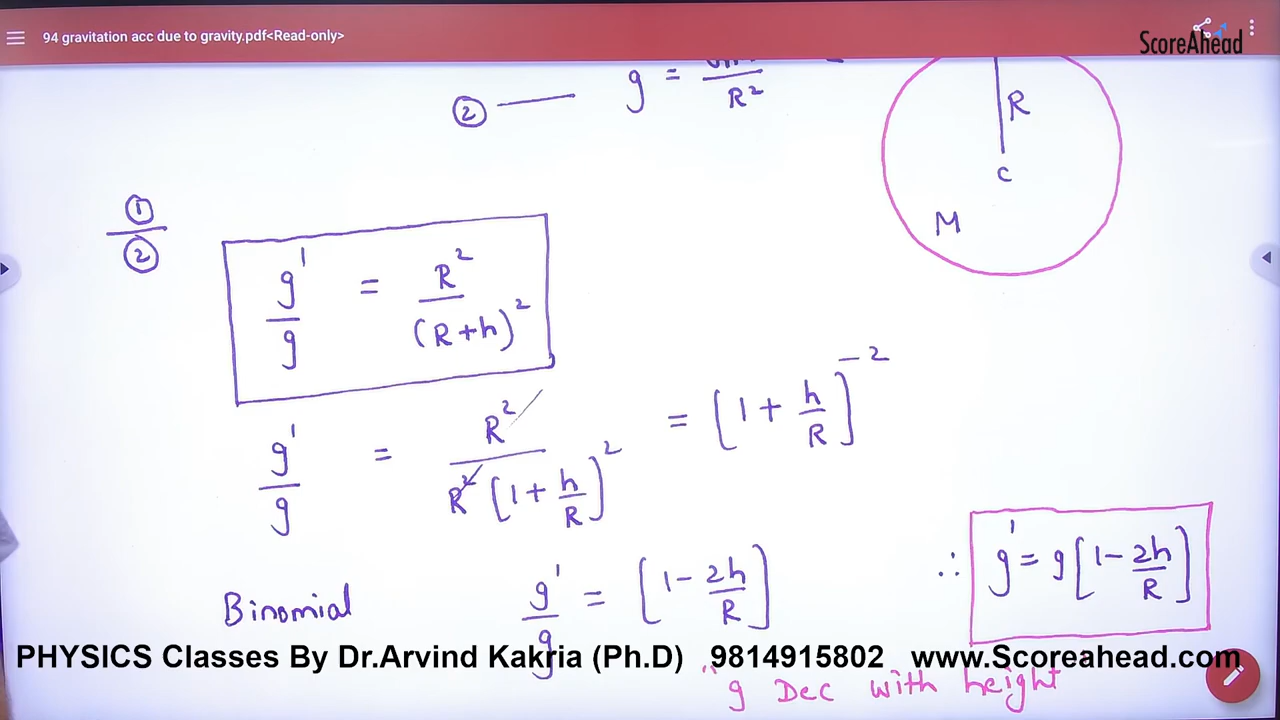 94 gravitation acc due to gravity.pdf<Read-only>
ScoreAhead
② — g = / R²
R
C
M
①/②
g'/g = R²/(R+h)²
g'/g = R²/R²[1+h/R]² = [1+h/R]⁻²
Binomial g'/g = [1-2h/R]
∴ g' = g[1-2h/R]
PHYSICS Classes By Dr.Arvind Kakria (Ph.D) 9814915802 www.Scoreahead.com
"g Dec with height